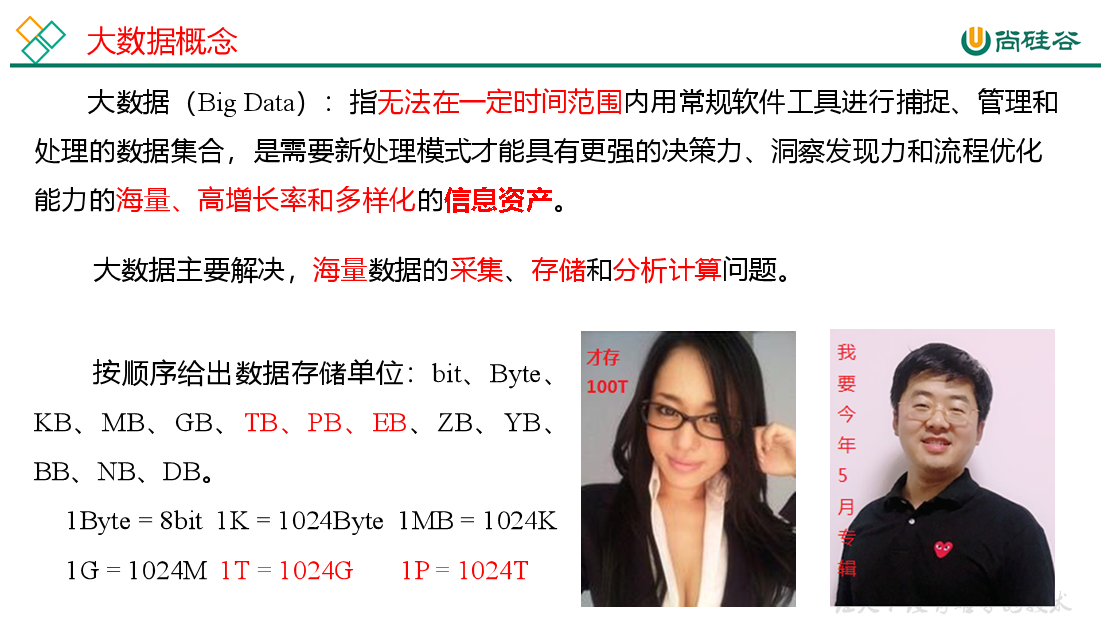 大数据概念
尚硅谷
大数据（Big Data）：指无法在一定时间范围内用常规软件工具进行捕捉、管理和
处理的数据集合，是需要新处理模式才能具有更强的决策力、洞察发现力和流程优化
能力的海量、高增长率和多样化的信息资产。
大数据主要解决，海量数据的采集、存储和分析计算问题。
按顺序给出数据存储单位：bit、Byte、
KB、MB、GB、TB、PB、EB、ZB、YB、
BB、NB、DB。
1Byte = 8bit 1K = 1024Byte 1MB = 1024K
1G = 1024M 1T = 1024G 1P = 1024T
才存
100T
我
要
今
年
5
月
专
辑